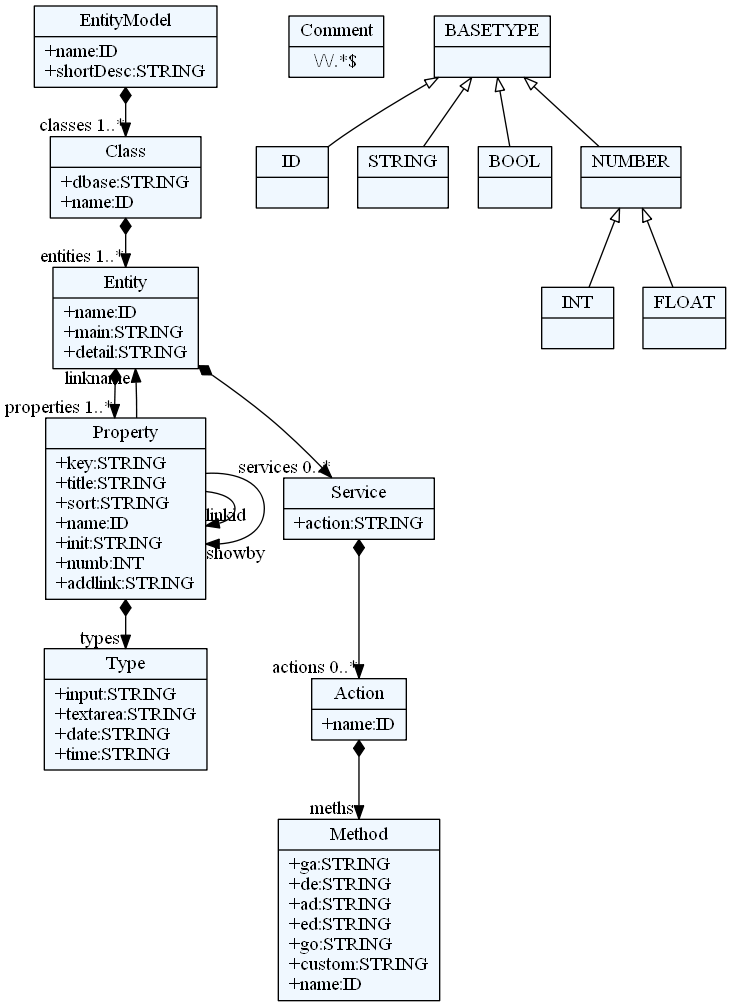 EntityModel
+name:ID
+shortDesc:STRING
Comment
\/\/.*$
BASETYPE
classes 1..*
Class
+dbase:STRING
+name:ID
ID
STRING
BOOL
NUMBER
entities 1..*
Entity
+name:ID
+main:STRING
+detail:STRING
INT
FLOAT
linkname
properties 1..*
Property
+key:STRING
+title:STRING
+sort:STRING
+name:ID
+init:STRING
+numb:INT
+addlink:STRING
linkid
showby
services 0..*
Service
+action:STRING
types
Type
+input:STRING
+textarea:STRING
+date:STRING
+time:STRING
actions 0..*
Action
+name:ID
meths
Method
+ga:STRING
+de:STRING
+ad:STRING
+ed:STRING
+go:STRING
+custom:STRING
+name:ID